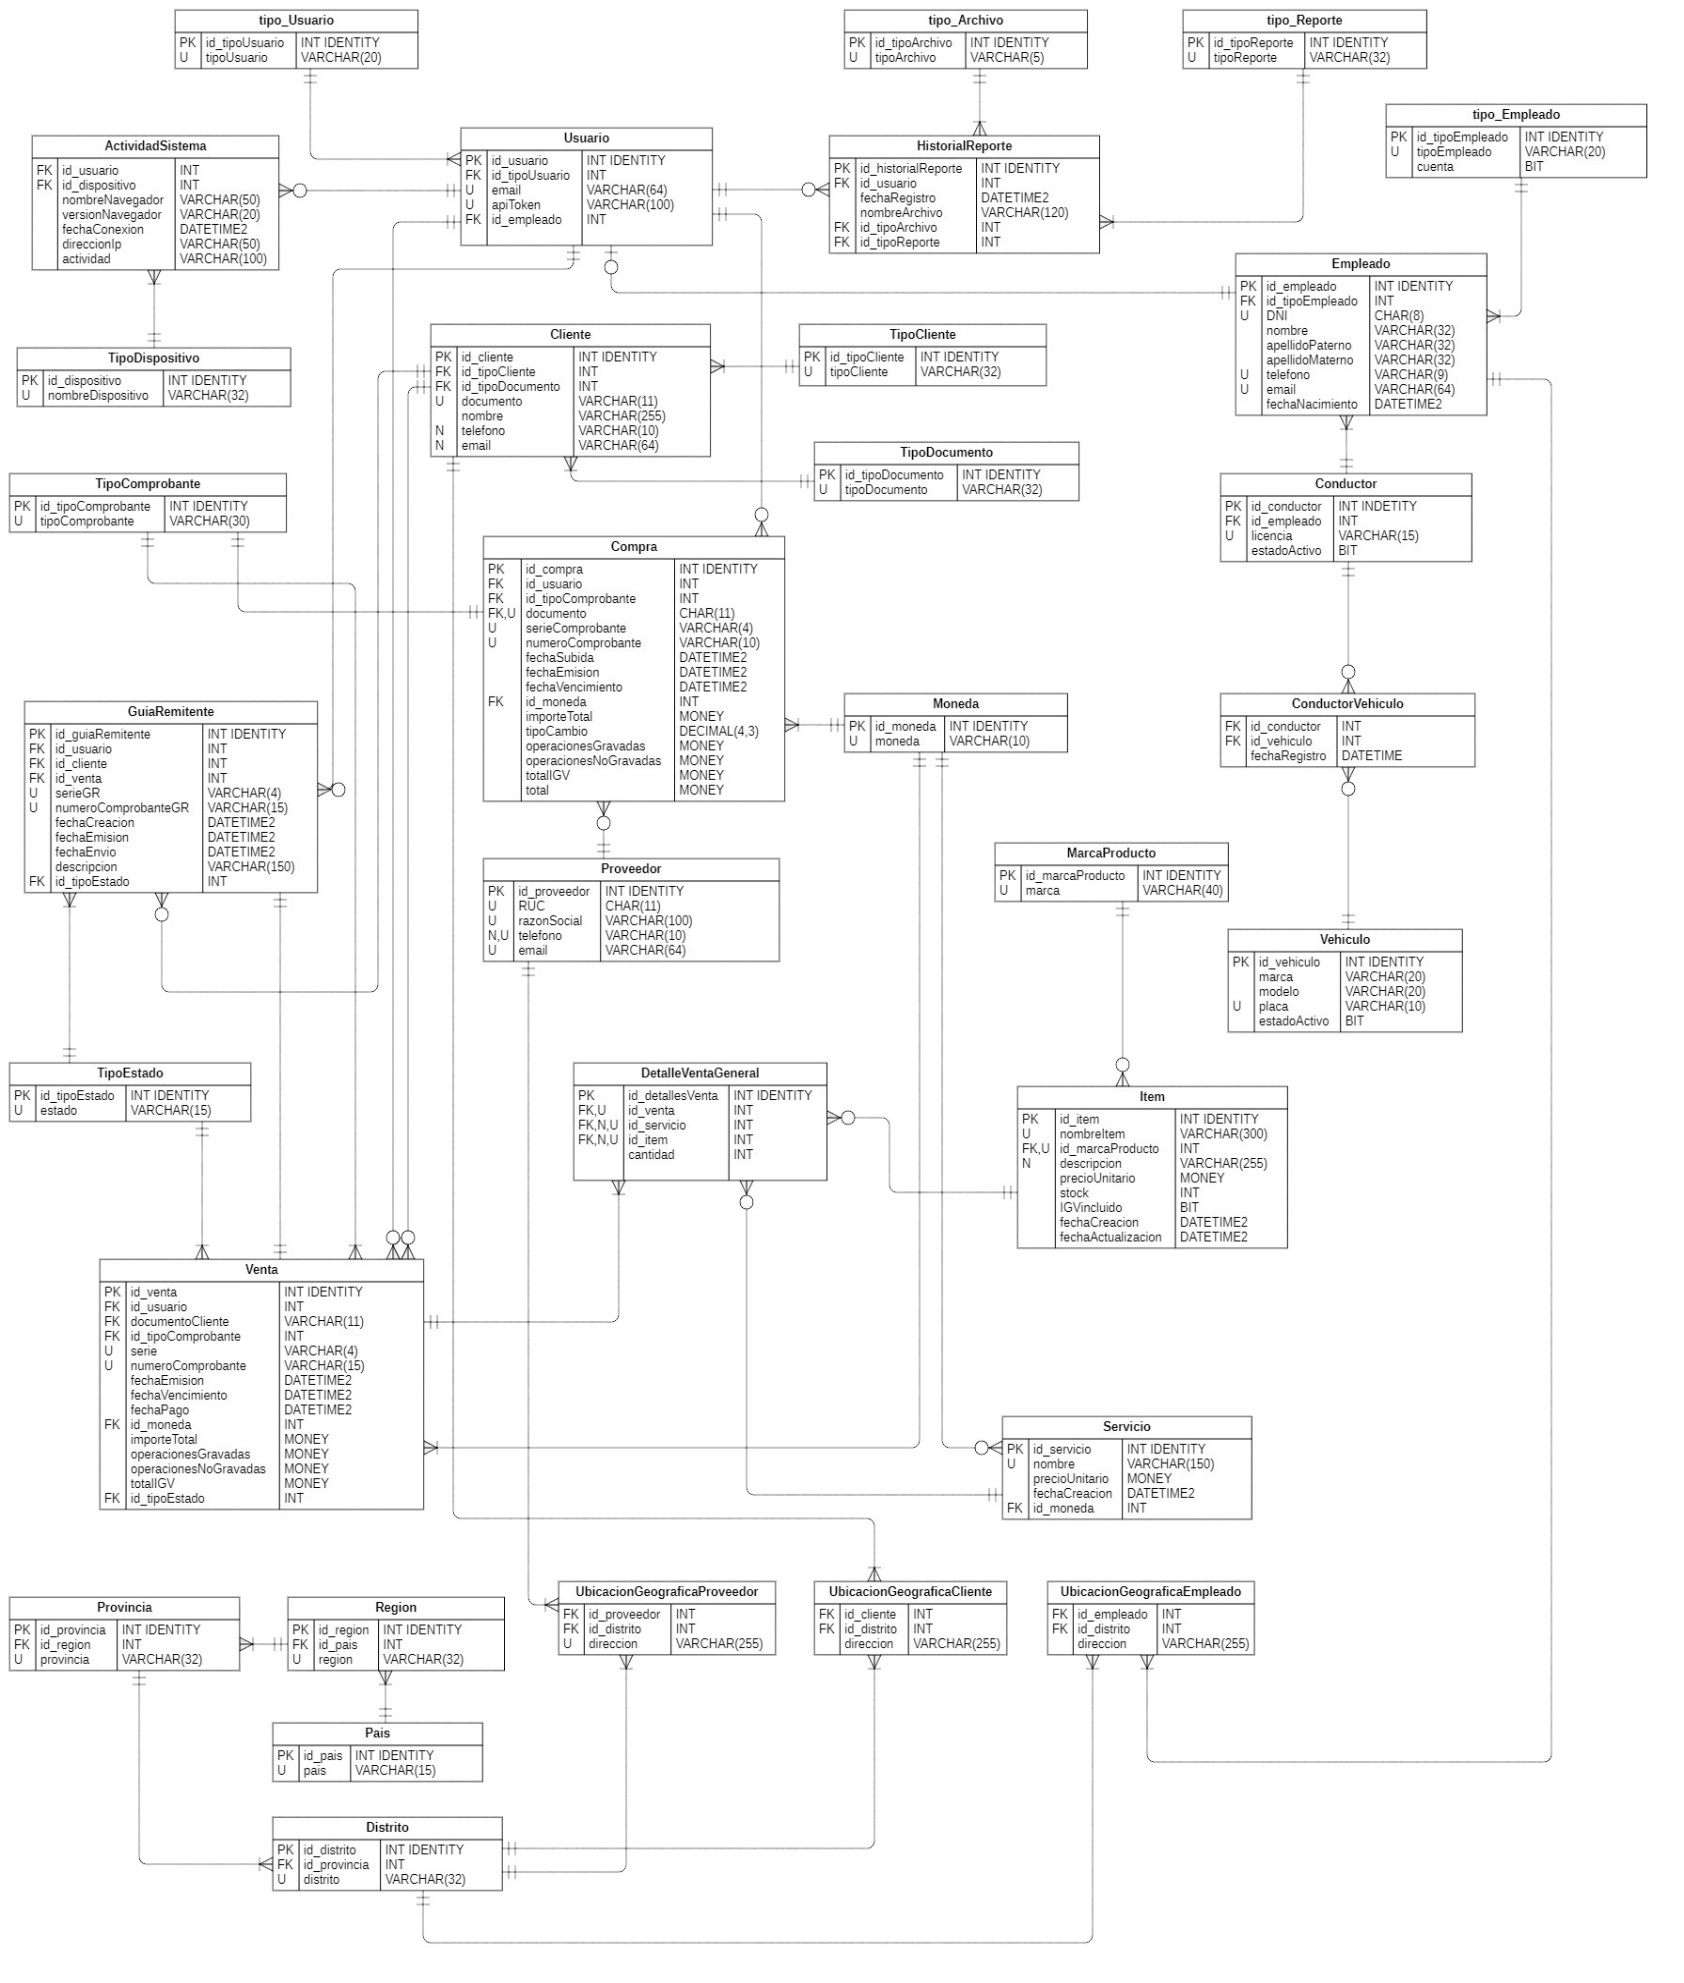 tipo_Usuario
PK id_tipoUsuario INT IDENTITY
U tipoUsuario VARCHAR(20)
tipo_Archivo
PK id_tipoArchivo INT IDENTITY
U tipoArchivo VARCHAR(5)
tipo_Reporte
PK id_tipoReporte INT IDENTITY
U tipoReporte VARCHAR(32)
tipo_Empleado
PK id_tipoEmpleado INT IDENTITY
U tipoEmpleado VARCHAR(20)
cuenta BIT
ActividadSistema
FK id_usuario INT
FK id_dispositivo INT
nombreNavegador VARCHAR(50)
versionNavegador VARCHAR(20)
fechaConexion DATETIME2
direccionIp VARCHAR(50)
actividad VARCHAR(100)
Usuario
PK id_usuario INT IDENTITY
FK id_tipoUsuario INT
U email VARCHAR(64)
U apiToken VARCHAR(100)
FK id_empleado INT
HistorialReporte
PK id_historialReporte INT IDENTITY
FK id_usuario INT
fechaRegistro DATETIME2
nombreArchivo VARCHAR(120)
FK id_tipoArchivo INT
FK id_tipoReporte INT
Empleado
PK id_empleado INT IDENTITY
FK id_tipoEmpleado INT
U DNI CHAR(8)
nombre VARCHAR(32)
apellidoPaterno VARCHAR(32)
apellidoMaterno VARCHAR(32)
U telefono VARCHAR(9)
U email VARCHAR(64)
fechaNacimiento DATETIME2
TipoDispositivo
PK id_dispositivo INT IDENTITY
U nombreDispositivo VARCHAR(32)
Cliente
PK id_cliente INT IDENTITY
FK id_tipoCliente INT
FK id_tipoDocumento INT
U documento VARCHAR(11)
nombre VARCHAR(255)
N telefono VARCHAR(10)
N email VARCHAR(64)
TipoCliente
PK id_tipoCliente INT IDENTITY
U tipoCliente VARCHAR(32)
TipoDocumento
PK id_tipoDocumento INT IDENTITY
U tipoDocumento VARCHAR(32)
TipoComprobante
PK id_tipoComprobante INT IDENTITY
U tipoComprobante VARCHAR(30)
Conductor
PK id_conductor INT INDETITY
FK id_empleado INT
U licencia VARCHAR(15)
estadoActivo BIT
Compra
PK id_compra INT IDENTITY
FK id_usuario INT
FK id_tipoComprobante INT
FK,U documento CHAR(11)
U serieComprobante VARCHAR(4)
U numeroComprobante VARCHAR(10)
fechaSubida DATETIME2
fechaEmision DATETIME2
fechaVencimiento DATETIME2
FK id_moneda INT
importeTotal MONEY
tipoCambio DECIMAL(4,3)
operacionesGravadas MONEY
operacionesNoGravadas MONEY
totalIGV MONEY
total MONEY
Moneda
PK id_moneda INT IDENTITY
U moneda VARCHAR(10)
ConductorVehiculo
FK id_conductor INT
FK id_vehiculo INT
fechaRegistro DATETIME
GuiaRemitente
PK id_guiaRemitente INT IDENTITY
FK id_usuario INT
FK id_cliente INT
FK id_venta INT
U serieGR VARCHAR(4)
U numeroComprobanteGR VARCHAR(15)
fechaCreacion DATETIME2
fechaEmision DATETIME2
fechaEnvio DATETIME2
descripcion VARCHAR(150)
FK id_tipoEstado INT
Proveedor
PK id_proveedor INT IDENTITY
U RUC CHAR(11)
U razonSocial VARCHAR(100)
N,U telefono VARCHAR(10)
U email VARCHAR(64)
MarcaProducto
PK id_marcaProducto INT IDENTITY
U marca VARCHAR(40)
Vehiculo
PK id_vehiculo INT IDENTITY
marca VARCHAR(20)
modelo VARCHAR(20)
U placa VARCHAR(10)
estadoActivo BIT
TipoEstado
PK id_tipoEstado INT IDENTITY
U estado VARCHAR(15)
DetalleVentaGeneral
PK id_detallesVenta INT IDENTITY
FK,U id_venta INT
FK,N,U id_servicio INT
FK,N,U id_item INT
cantidad INT
Item
PK id_item INT IDENTITY
U nombreItem VARCHAR(300)
FK,U id_marcaProducto INT
N descripcion VARCHAR(255)
precioUnitario MONEY
stock INT
IGVincluido BIT
fechaCreacion DATETIME2
fechaActualizacion DATETIME2
Venta
PK id_venta INT IDENTITY
FK id_usuario INT
FK documentoCliente VARCHAR(11)
FK id_tipoComprobante INT
U serie VARCHAR(4)
U numeroComprobante VARCHAR(15)
fechaEmision DATETIME2
fechaVencimiento DATETIME2
fechaPago DATETIME2
FK id_moneda INT
importeTotal MONEY
operacionesGravadas MONEY
operacionesNoGravadas MONEY
totalIGV MONEY
FK id_tipoEstado INT
Servicio
PK id_servicio INT IDENTITY
U nombre VARCHAR(150)
precioUnitario MONEY
fechaCreacion DATETIME2
FK id_moneda INT
Provincia
PK id_provincia INT IDENTITY
FK id_region INT
U provincia VARCHAR(32)
Region
PK id_region INT IDENTITY
FK id_pais INT
U region VARCHAR(32)
UbicacionGeograficaProveedor
FK id_proveedor INT
FK id_distrito INT
U direccion VARCHAR(255)
UbicacionGeograficaCliente
FK id_cliente INT
FK id_distrito INT
direccion VARCHAR(255)
UbicacionGeograficaEmpleado
FK id_empleado INT
FK id_distrito INT
direccion VARCHAR(255)
Pais
PK id_pais INT IDENTITY
U pais VARCHAR(15)
Distrito
PK id_distrito INT IDENTITY
FK id_provincia INT
U distrito VARCHAR(32)